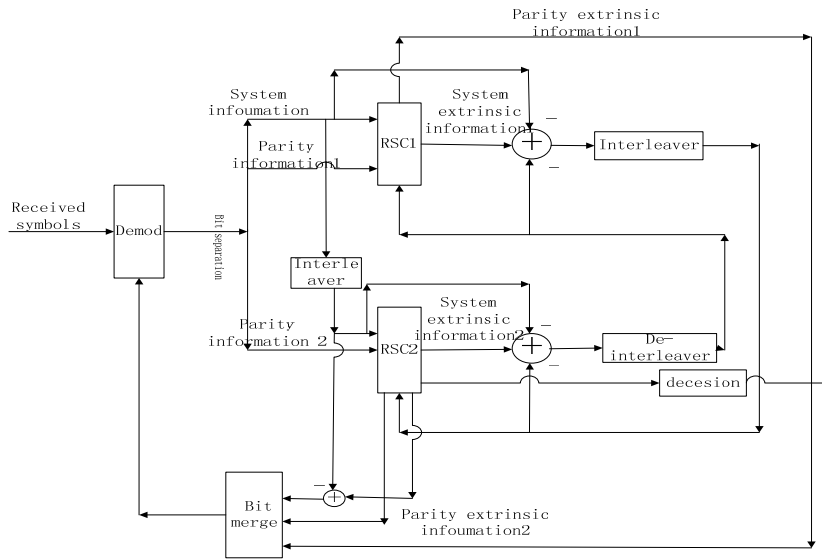 Parity extrinsic
information1
System
infoumation
System
extrinsic
information
RSC1
Parity
information1
−
+
Interleaver
−
Received
symbols
Demod
Bit separation
Interle
aver
System
extrinsic
information2
Parity
information 2
RSC2
−
+
De-
interleaver
−
decesion
−
+
Bit
merge
Parity extrinsic
infoumation2